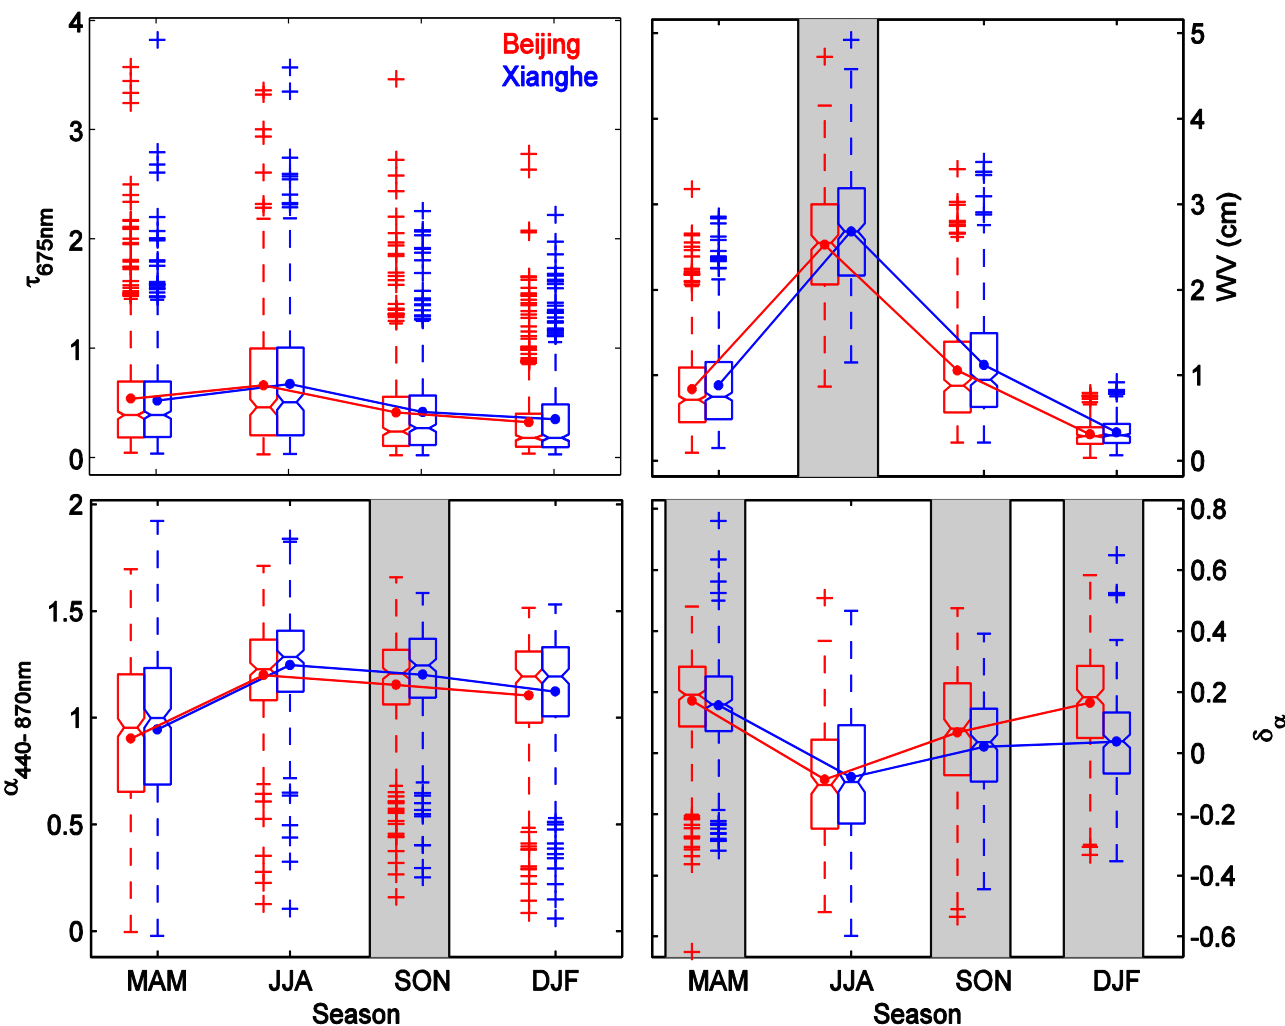 4
3
2
1
0
τ675nm
Beijing
Xianghe
5
4
3
2
1
0
WV (cm)
2
1.5
1
0.5
0
α440- 870nm
MAM
JJA
SON
DJF
Season
0.8
0.6
0.4
0.2
0
-0.2
-0.4
-0.6
δα
MAM
JJA
SON
DJF
Season